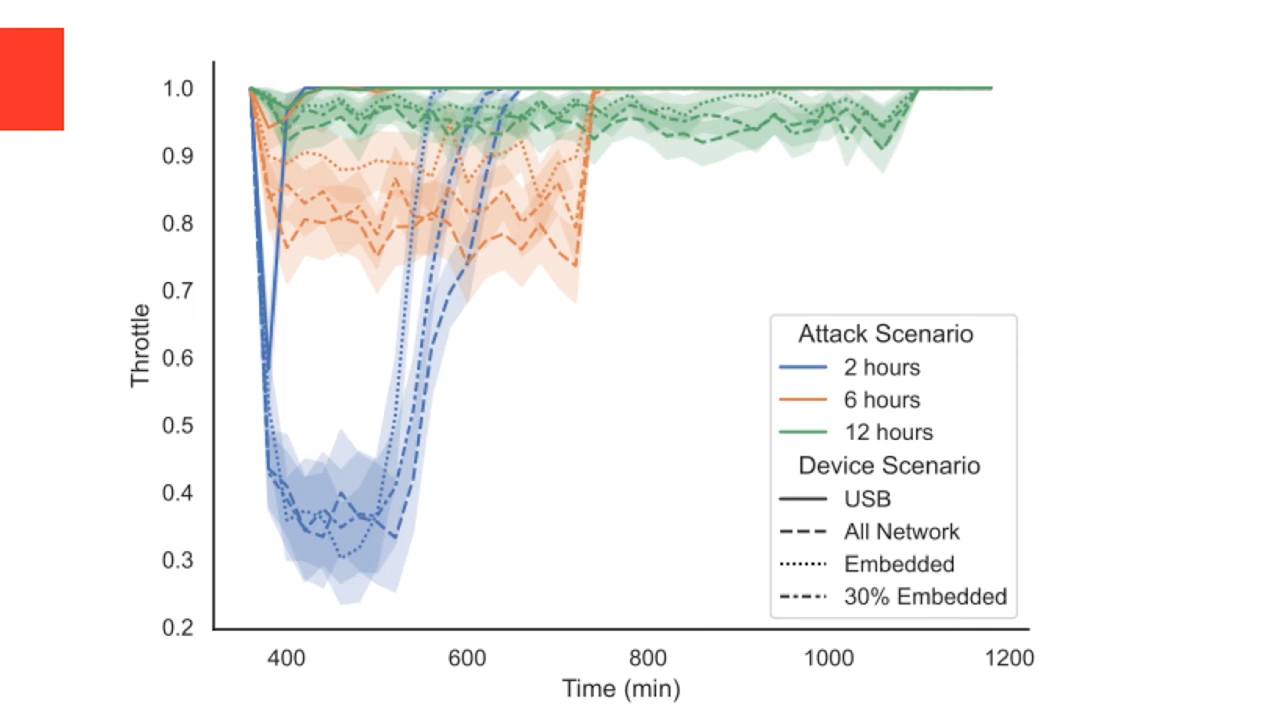 1.0
0.9
0.8
0.7
0.6
0.5
0.4
0.3
0.2
Throttle
400 600 800 1000 1200
Time (min)
Attack Scenario
2 hours
6 hours
12 hours
Device Scenario
USB
All Network
Embedded
30% Embedded